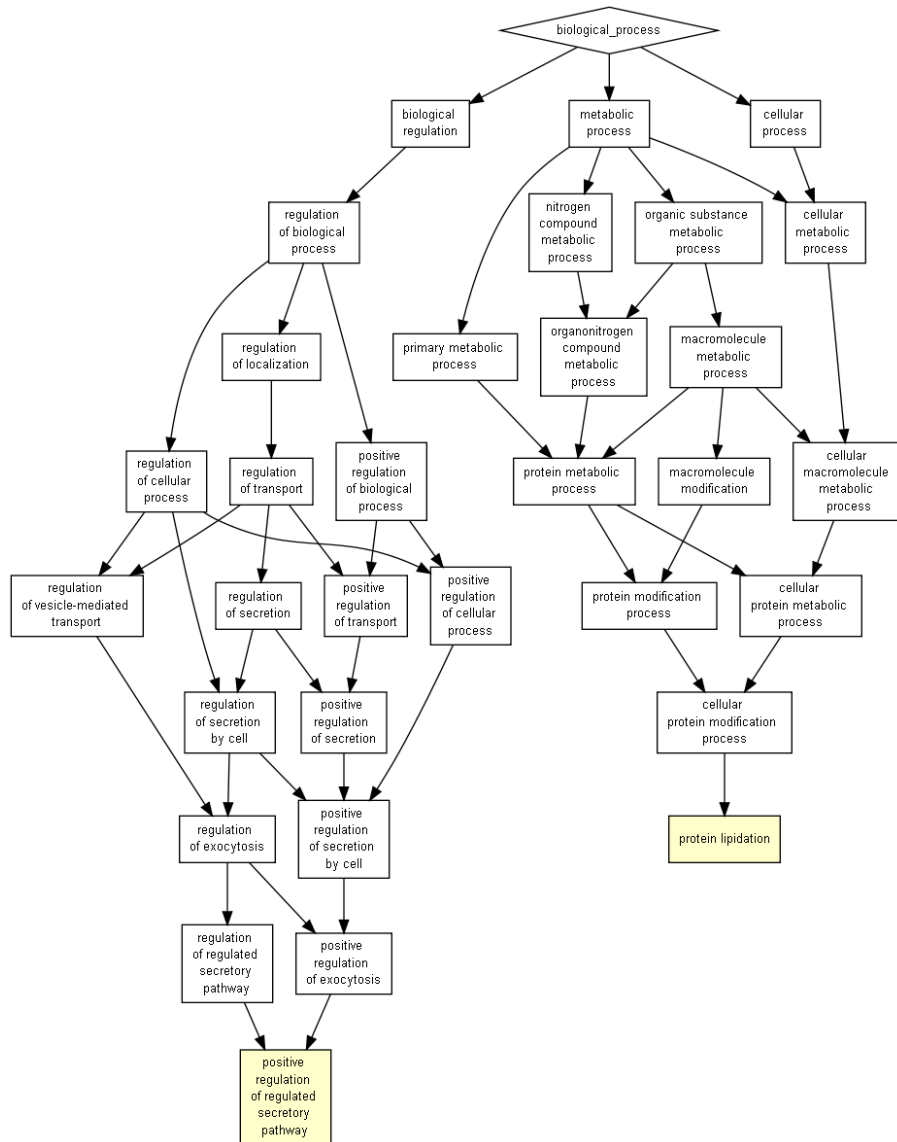 biological_process
biological
regulation
metabolic
process
cellular
process
regulation
of biological
process
nitrogen
compound
metabolic
process
organic substance
metabolic
process
cellular
metabolic
process
regulation
of localization
primary metabolic
process
organonitrogen
compound
metabolic
process
macromolecule
metabolic
process
regulation
of cellular
process
regulation
of transport
positive
regulation
of biological
process
protein metabolic
process
macromolecule
modification
cellular
macromolecule
metabolic
process
regulation
of vesicle-mediated
transport
regulation
of secretion
positive
regulation
of transport
positive
regulation
of cellular
process
protein modification
process
cellular
protein metabolic
process
regulation
of secretion
by cell
positive
regulation
of secretion
cellular
protein modification
process
regulation
of exocytosis
positive
regulation
of secretion
by cell
protein lipidation
regulation
of regulated
secretory
pathway
positive
regulation
of exocytosis
positive
regulation
of regulated
secretory
pathway